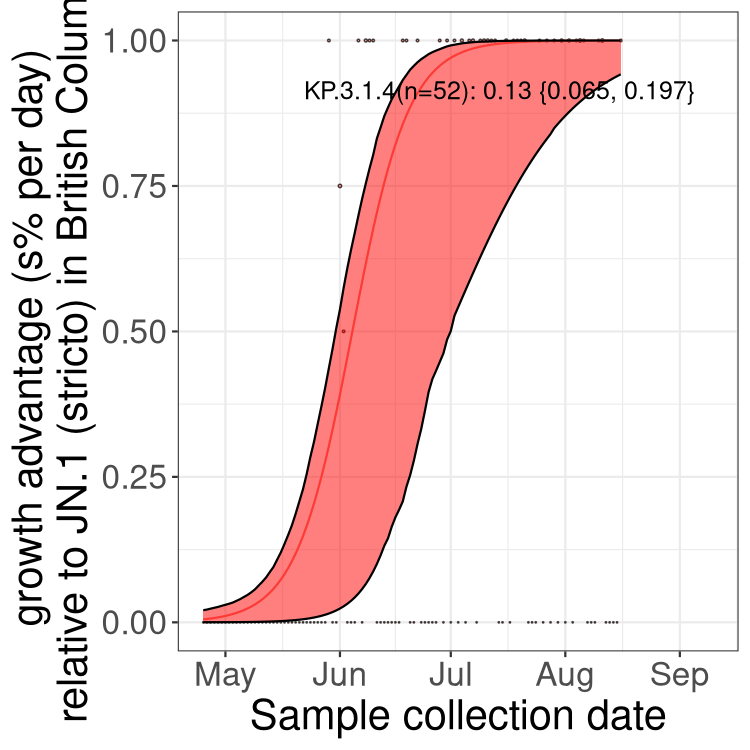 growth advantage (s% per day)
relative to JN.1 (stricto) in British Colum
1.00
0.75
0.50
0.25
0.00
KP.3.1.4(n=52): 0.13 {0.065, 0.197}
May Jun Jul Aug Sep
Sample collection date